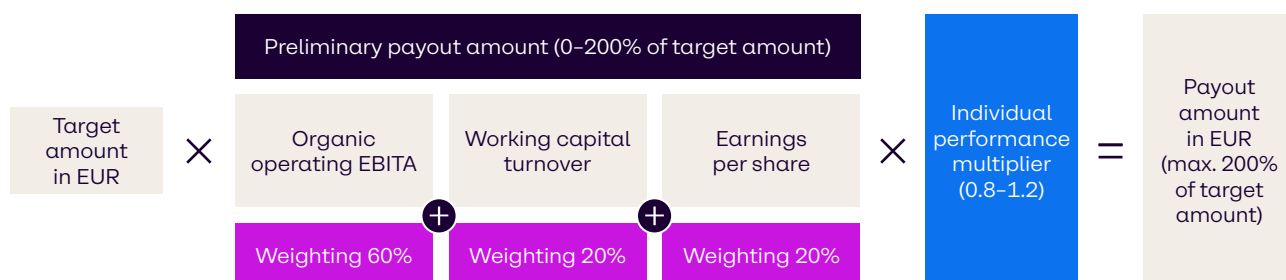 Preliminary payout amount (0–200% of target amount)
Target
amount
in EUR
×
Organic
operating EBITA
Working capital
turnover
Earnings
per share
+
+
Weighting 60%
Weighting 20%
Weighting 20%
×
Individual
performance
multiplier
(0.8–1.2)
=
Payout
amount
in EUR
(max. 200%
of target
amount)